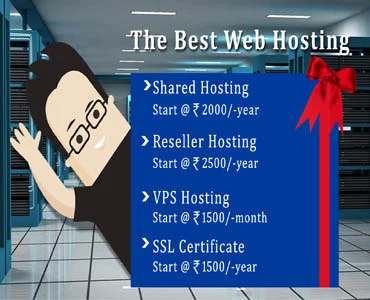 The Best Web Hosting
Shared Hosting
Start @ ₹ 2000/-year
Reseller Hosting
Start @ ₹ 2500/-year
VPS Hosting
Start @ ₹ 1500/-month
SSL Certificate
Start @ ₹ 1500/-year